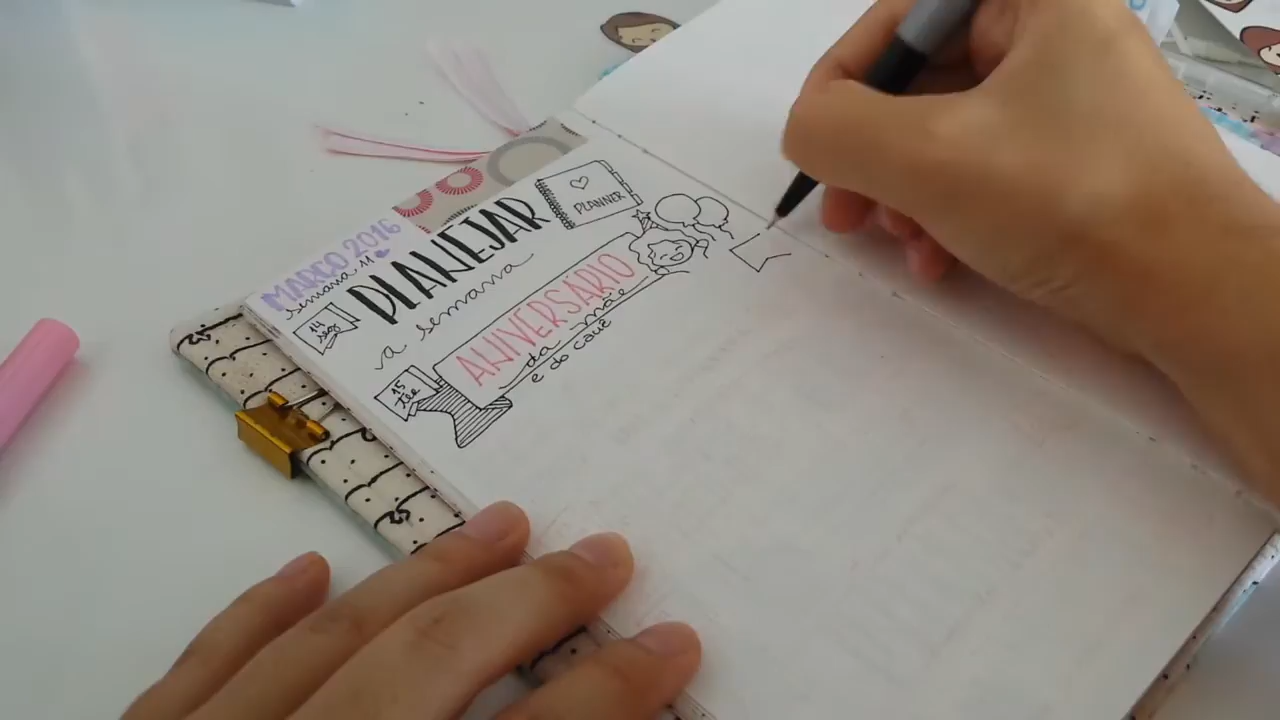 MARÇO 2016
semana 11
14
seg
PLANEJAR
a semana
PLANNER
15
ter
ANIVERSÁRIO
da mãe
e do cauê